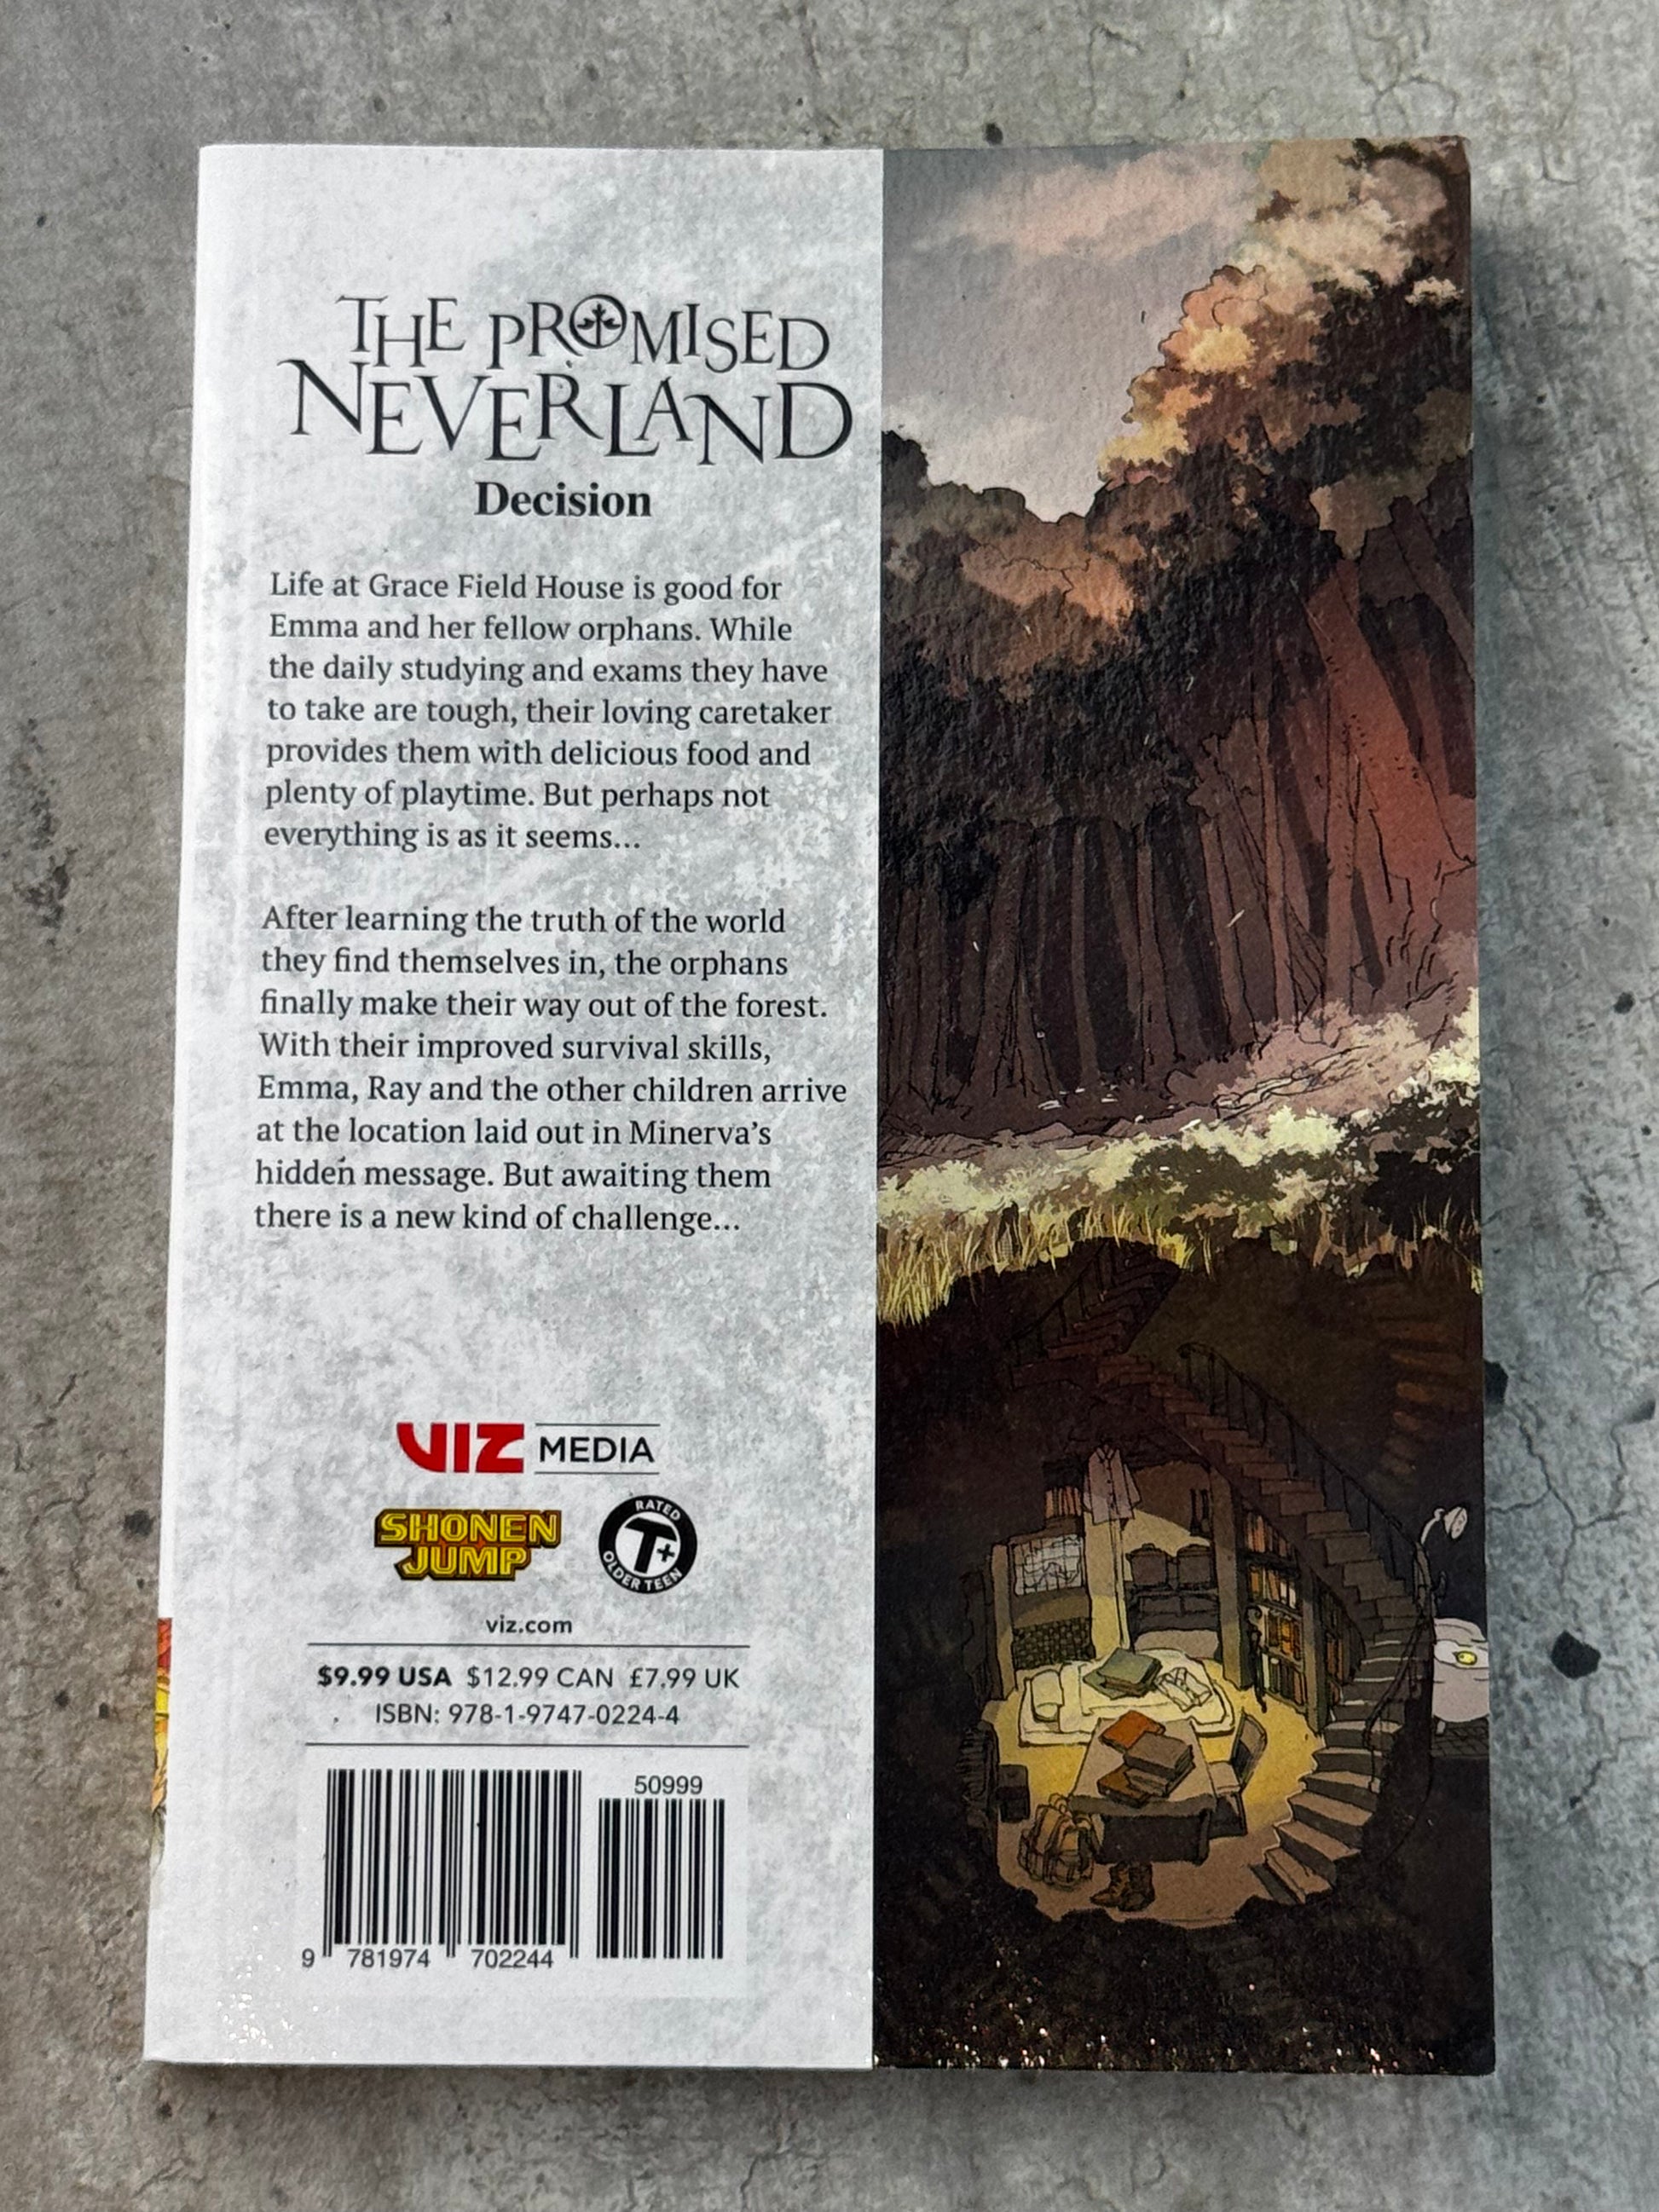 THE PROMISED
NEVERLAND
Decision
Life at Grace Field House is good for
Emma and her fellow orphans. While
the daily studying and exams they have
to take are tough, their loving caretaker
provides them with delicious food and
plenty of playtime. But perhaps not
everything is as it seems…
After learning the truth of the world
they find themselves in, the orphans
finally make their way out of the forest.
With their improved survival skills,
Emma, Ray and the other children arrive
at the location laid out in Minerva’s
hidden message. But awaiting them
there is a new kind of challenge…
VIZ MEDIA
SHONEN
JUMP
RATED
T+
OLDER TEEN
viz.com
$9.99 USA $12.99 CAN £7.99 UK
ISBN: 978-1-9747-0224-4
50999
9 781974 702244